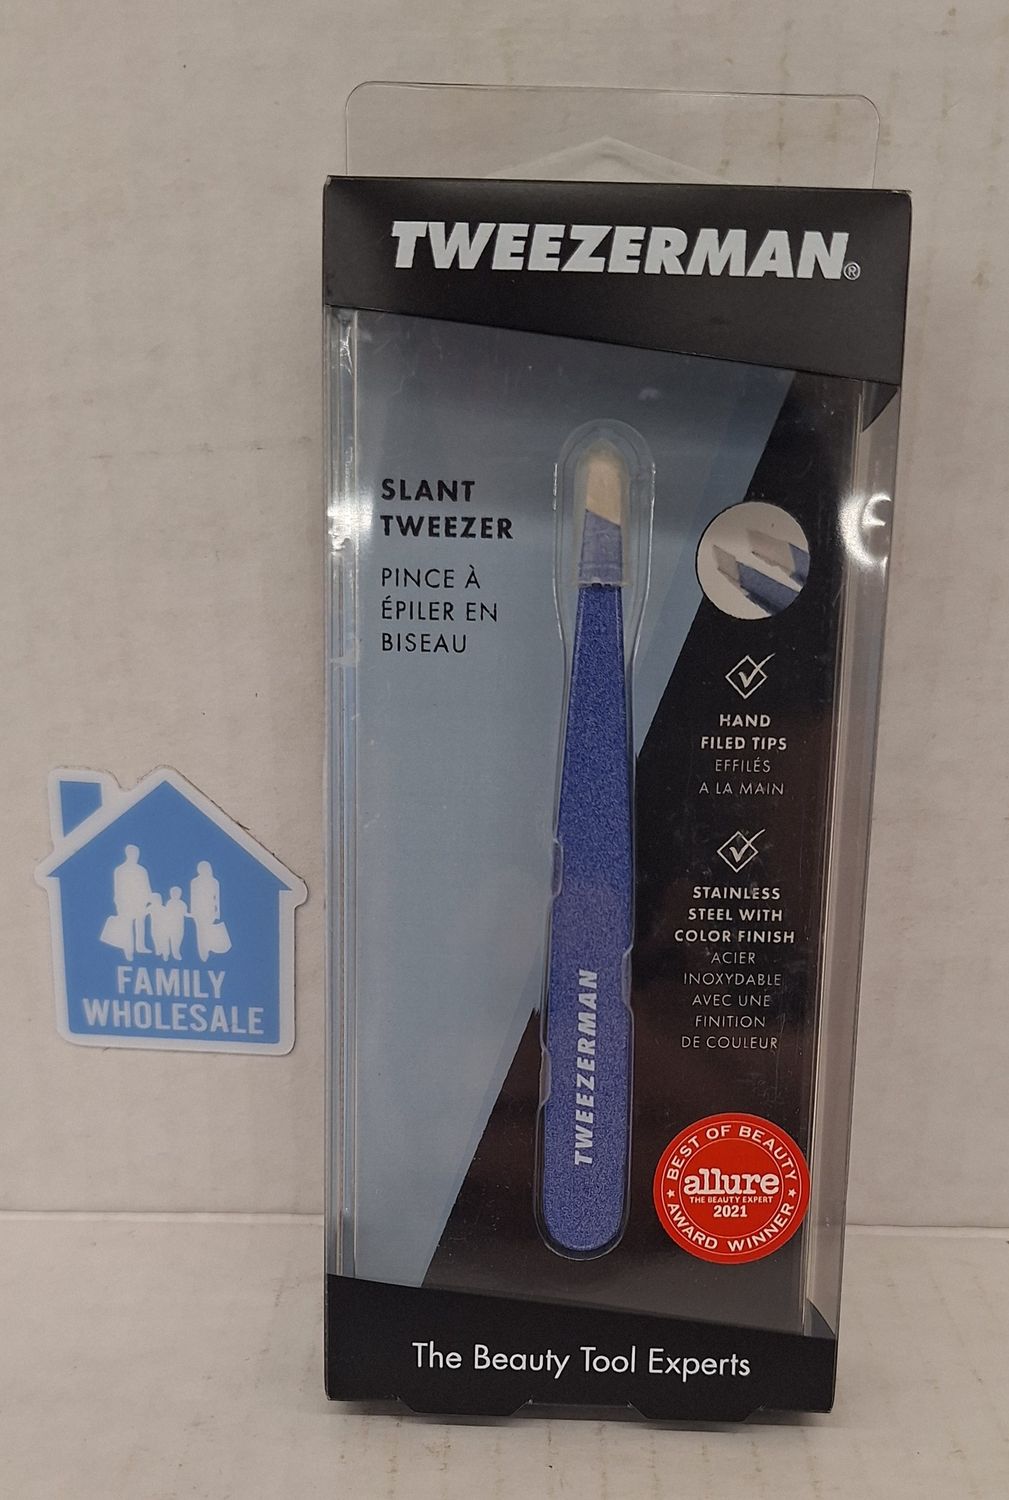 TWEEZERMAN®
SLANT
TWEEZER
PINCE À
ÉPILER EN
BISEAU
HAND
FILED TIPS
EFFILÉS
A LA MAIN
STAINLESS
STEEL WITH
COLOR FINISH
ACIER
INOXYDABLE
AVEC UNE
FINITION
DE COULEUR
TWEEZERMAN
BEST OF BEAUTY
allure
THE BEAUTY EXPERT
2021
AWARD WINNER
The Beauty Tool Experts
FAMILY
WHOLESALE